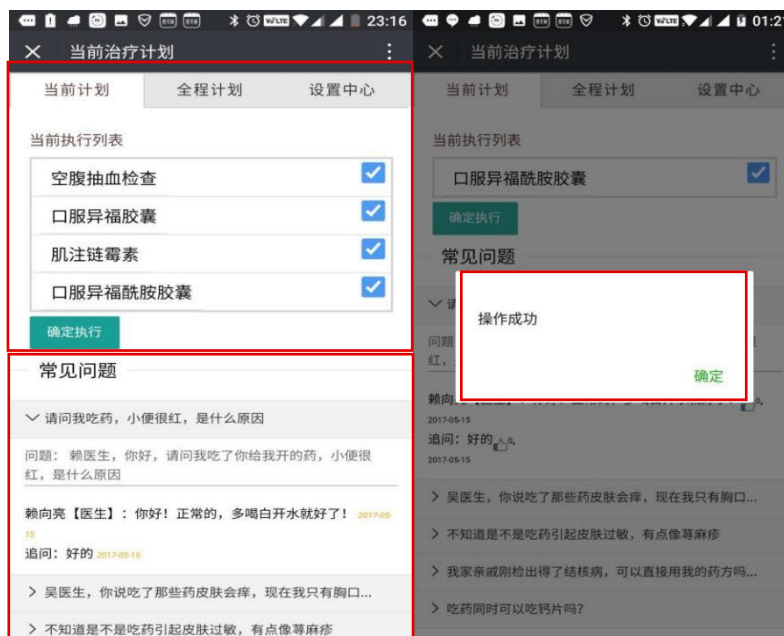 23:16
当前治疗计划
当前计划 全程计划 设置中心
当前执行列表
空腹抽血检查
口服异福胶囊
肌注链霉素
口服异福酰胺胶囊
确定执行
常见问题
请问我吃药，小便很红，是什么原因
问题： 赖医生，你好，请问我吃了你给我开的药，小便很
红，是什么原因
赖向亮【医生】：你好！正常的，多喝白开水就好了！ 2017-05-
15
追问：好的 2017-05-15
吴医生，你说吃了那些药皮肤会痒，现在我只有胸口...
不知道是不是吃药引起皮肤过敏，有点像荨麻疹
01:2
当前治疗计划
当前计划 全程计划 设置中心
当前执行列表
口服异福酰胺胶囊
确定执行
常见问题
操作成功
确定
问题
红，
赖向
2017-05-15
追问：好的 0,
2017-05-15
吴医生，你说吃了那些药皮肤会痒，现在我只有胸口...
不知道是不是吃药引起皮肤过敏，有点像荨麻疹
我家亲戚刚检出得了结核病，可以直接用我的药方吗...
吃药同时可以吃钙片吗？